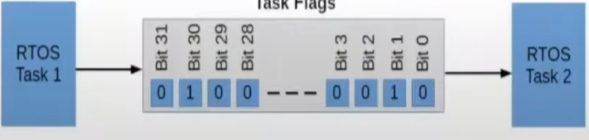 Task Flags
RTOS
Task 1
Bit 31
Bit 30
Bit 29
Bit 28
Bit 3
Bit 2
Bit 1
Bit 0
0 1 0 0 --- 0 0 1 0
RTOS
Task 2